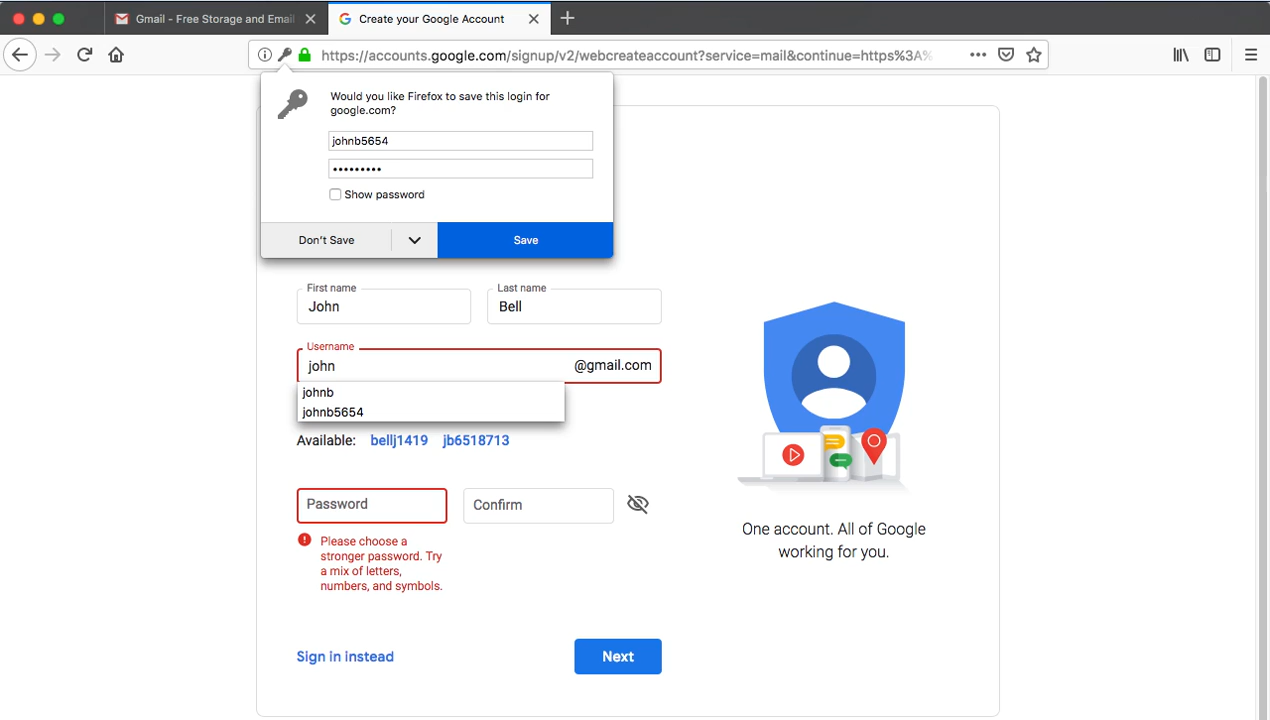 Gmail - Free Storage and Email
Create your Google Account
https://accounts.google.com/signup/v2/webcreateaccount?service=mail&continue=https%3A%
Would you like Firefox to save this login for
google.com?
johnb5654
•••••••••
Show password
Don't Save
Save
First name
Last name
John
Bell
Username
john
@gmail.com
johnb
johnb5654
Available: bellj1419 jb6518713
Password
Confirm
Please choose a
stronger password. Try
a mix of letters,
numbers, and symbols.
One account. All of Google
working for you.
Sign in instead
Next